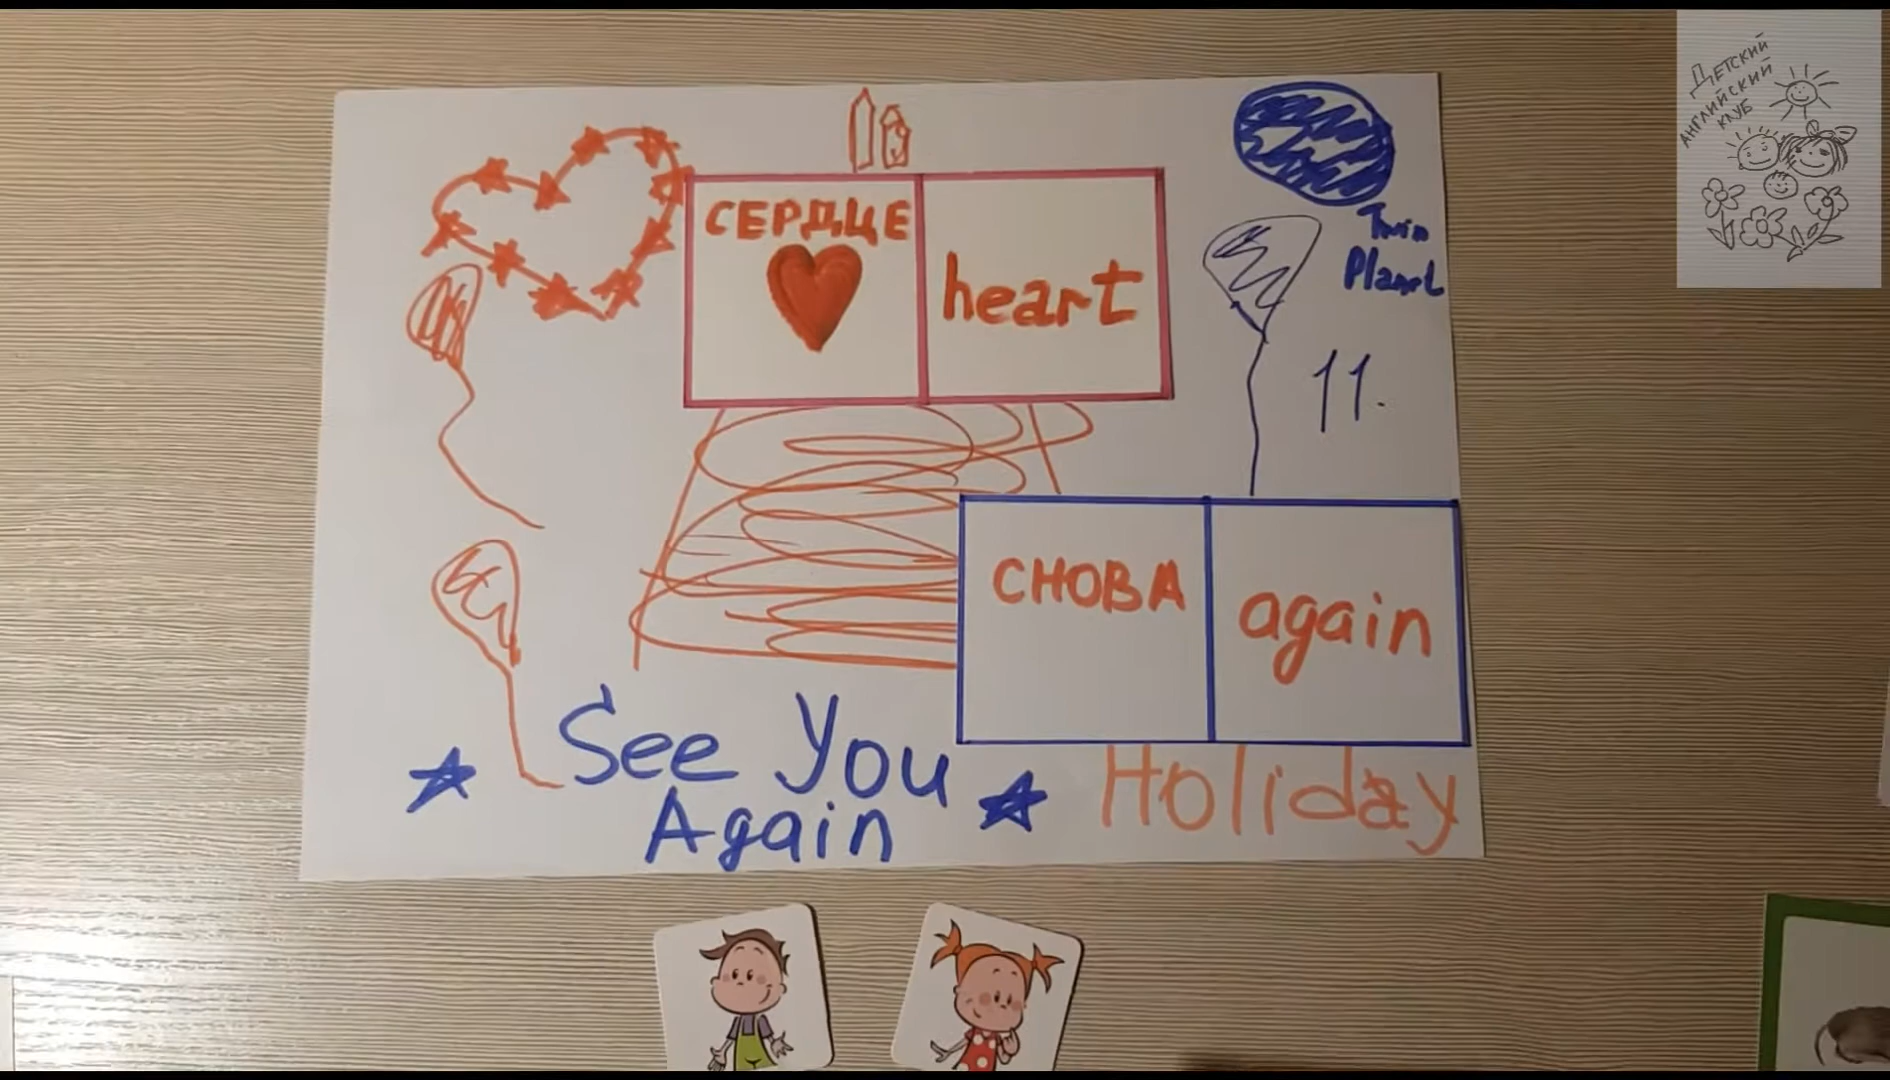 ДЕТСКИЙ
АНГЛИЙСКИЙ
КЛУБ
СЕРДЦЕ
heart
Twin
Planet
11.
СНОВА
again
See You
Again
Holiday